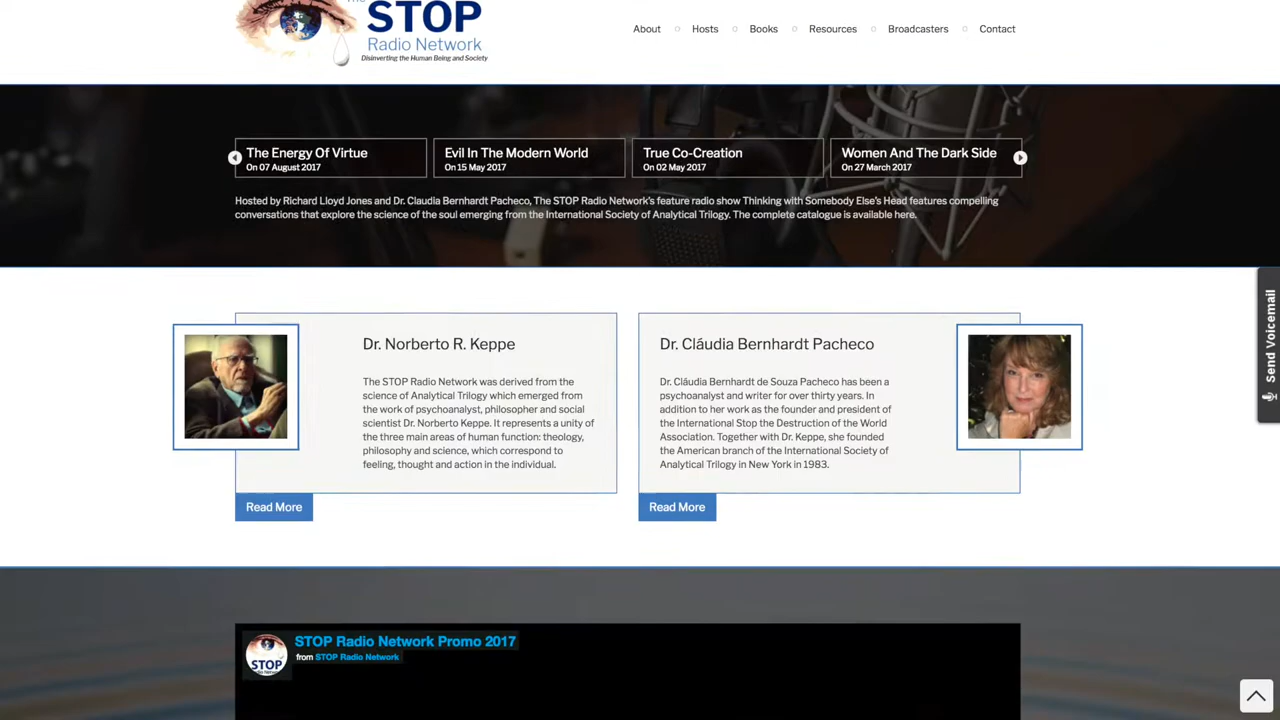 The
STOP
Radio Network
Disinverting the Human Being and Society
About
Hosts
Books
Resources
Broadcasters
Contact
The Energy Of Virtue
On 07 August 2017
Evil In The Modern World
On 15 May 2017
True Co-Creation
On 02 May 2017
Women And The Dark Side
On 27 March 2017
Hosted by Richard Lloyd Jones and Dr. Claudia Bernhardt Pacheco, The STOP Radio Network's feature radio show Thinking with Somebody Else's Head features compelling
conversations that explore the science of the soul emerging from the International Society of Analytical Trilogy. The complete catalogue is available here.
Send Voicemail
Dr. Norberto R. Keppe
The STOP Radio Network was derived from the
science of Analytical Trilogy which emerged from
the work of psychoanalyst, philosopher and social
scientist Dr. Norberto Keppe. It represents a unity of
the three main areas of human function: theology,
philosophy and science, which correspond to
feeling, thought and action in the individual.
Read More
Dr. Cláudia Bernhardt Pacheco
Dr. Cláudia Bernhardt de Souza Pacheco has been a
psychoanalyst and writer for over thirty years. In
addition to her work as the founder and president of
the International Stop the Destruction of the World
Association. Together with Dr. Keppe, she founded
the American branch of the International Society of
Analytical Trilogy in New York in 1983.
Read More
STOP Radio Network Promo 2017
from STOP Radio Network
STOP